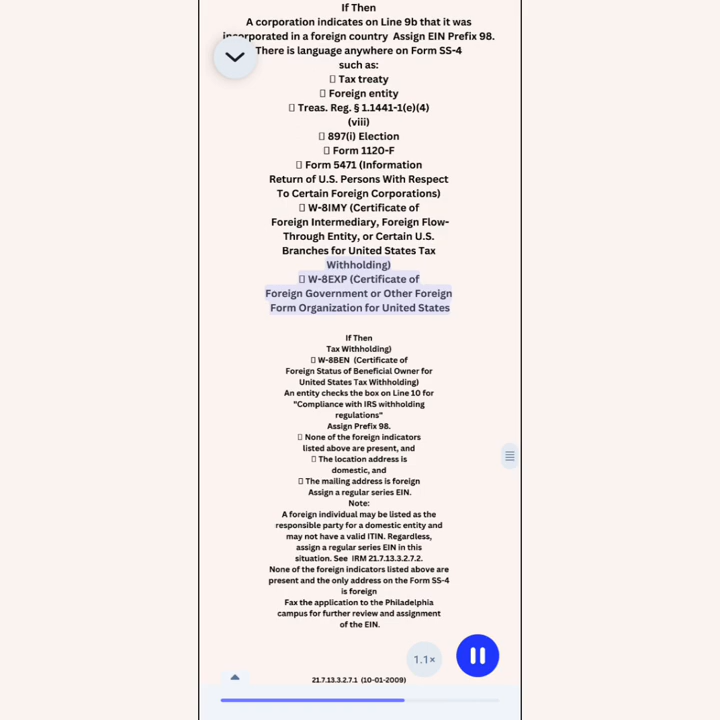 If Then
A corporation indicates on Line 9b that it was
incorporated in a foreign country  Assign EIN Prefix 98.
There is language anywhere on Form SS-4
such as:
▯ Tax treaty
▯ Foreign entity
▯ Treas. Reg. § 1.1441-1(e)(4)
(viii)
▯ 897(i) Election
▯ Form 1120-F
▯ Form 5471 (Information
Return of U.S. Persons With Respect
To Certain Foreign Corporations)
▯ W-8IMY (Certificate of
Foreign Intermediary, Foreign Flow-
Through Entity, or Certain U.S.
Branches for United States Tax
Withholding)
▯ W-8EXP (Certificate of
Foreign Government or Other Foreign
Form Organization for United States
If Then
Tax Withholding)
▯ W-8BEN  (Certificate of
Foreign Status of Beneficial Owner for
United States Tax Withholding)
An entity checks the box on Line 10 for
"Compliance with IRS withholding
regulations"
Assign Prefix 98.
▯ None of the foreign indicators
listed above are present, and
▯ The location address is
domestic, and
▯ The mailing address is foreign
Assign a regular series EIN.
Note:
A foreign individual may be listed as the
responsible party for a domestic entity and
may not have a valid ITIN. Regardless,
assign a regular series EIN in this
situation. See  IRM 21.7.13.3.2.7.2.
None of the foreign indicators listed above are
present and the only address on the Form SS-4
is foreign
Fax the application to the Philadelphia
campus for further review and assignment
of the EIN.
1.1×
21.7.13.3.2.7.1  (10-01-2009)